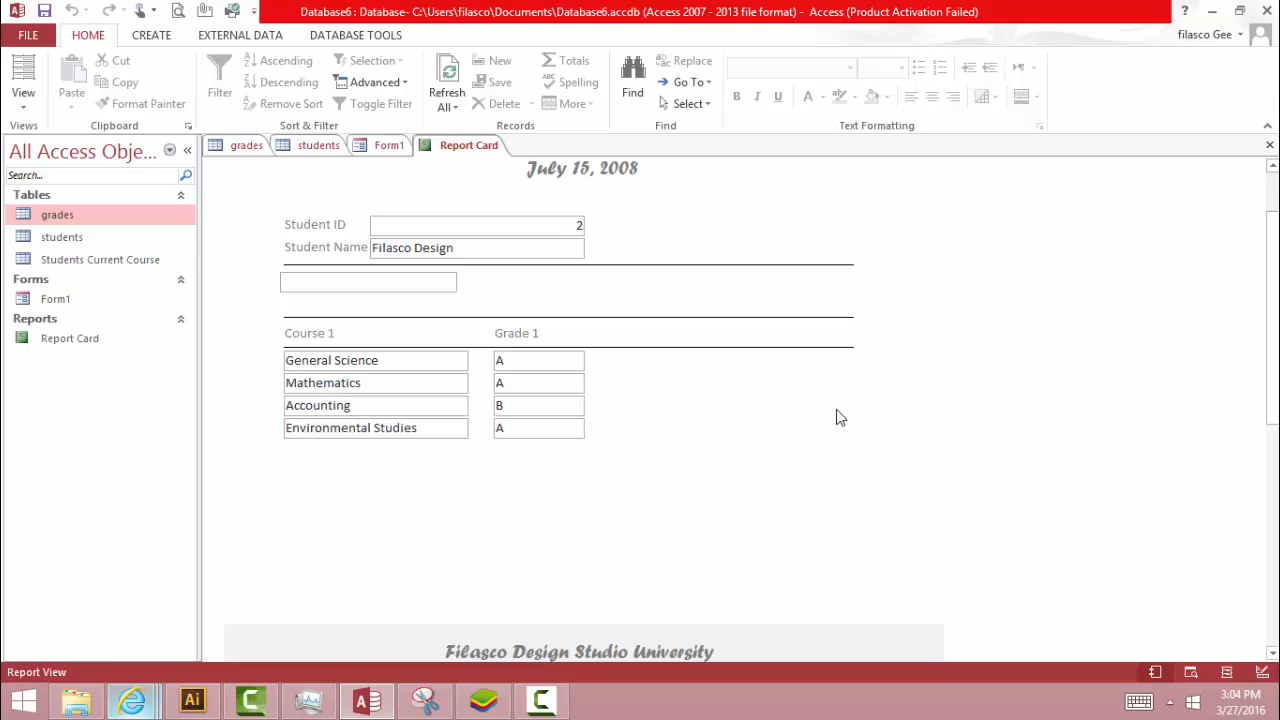 Database6 : Database- C:\Users\filasco\Documents\Database6.accdb (Access 2007 - 2013 file format) - Access (Product Activation Failed)
?
FILE HOME CREATE EXTERNAL DATA DATABASE TOOLS filasco Gee
View
Views
Paste
Cut
Copy
Format Painter
Clipboard
Filter
Ascending
Descending
Remove Sort
Selection
Advanced
Toggle Filter
Sort & Filter
Refresh
All
New
Save
Delete
Totals
Spelling
More
Records
Find
Replace
Go To
Select
Find
B I U A
Text Formatting
All Access Obje...
Search...
Tables
grades
students
Students Current Course
Forms
Form1
Reports
Report Card
grades students Form1 Report Card
July 15, 2008
Student ID 2
Student Name Filasco Design
Course 1 Grade 1
General Science A
Mathematics A
Accounting B
Environmental Studies A
Filasco Design Studio University
Report View
Ai
C
C
3:04 PM
3/27/2016